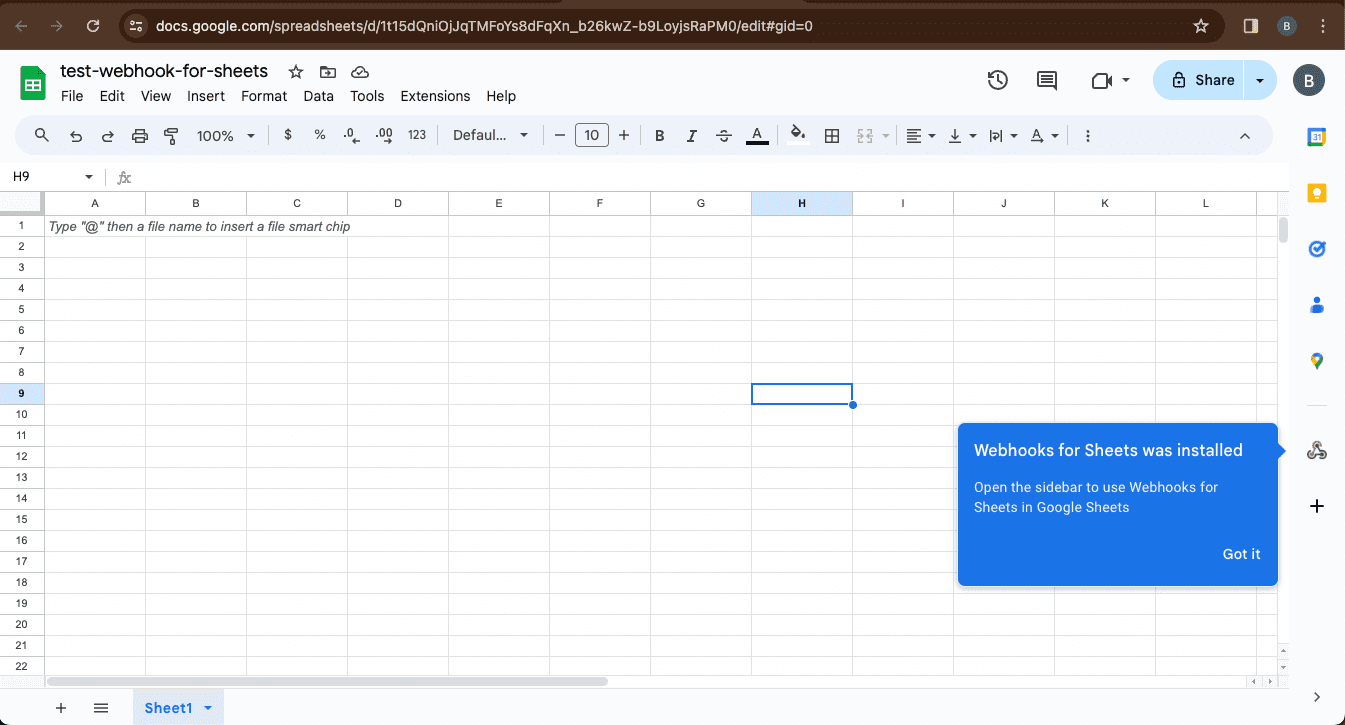 docs.google.com/spreadsheets/d/1t15dQniOjJqTMFoYs8dFqXn_b26kwZ-b9LoyjsRaPM0/edit#gid=0
B
test-webhook-for-sheets
File Edit View Insert Format Data Tools Extensions Help
Share
B
100% $ % .0 .00 123 Defaul... 10 B I S A A
31
H9
fx
A B C D E F G H I J K L
1 Type "@" then a file name to insert a file smart chip
2
3
4
5
6
7
8
9
10
11
12
13
14
15
16
17
18
19
20
21
22
Webhooks for Sheets was installed
Open the sidebar to use Webhooks for
Sheets in Google Sheets
Got it
Sheet1